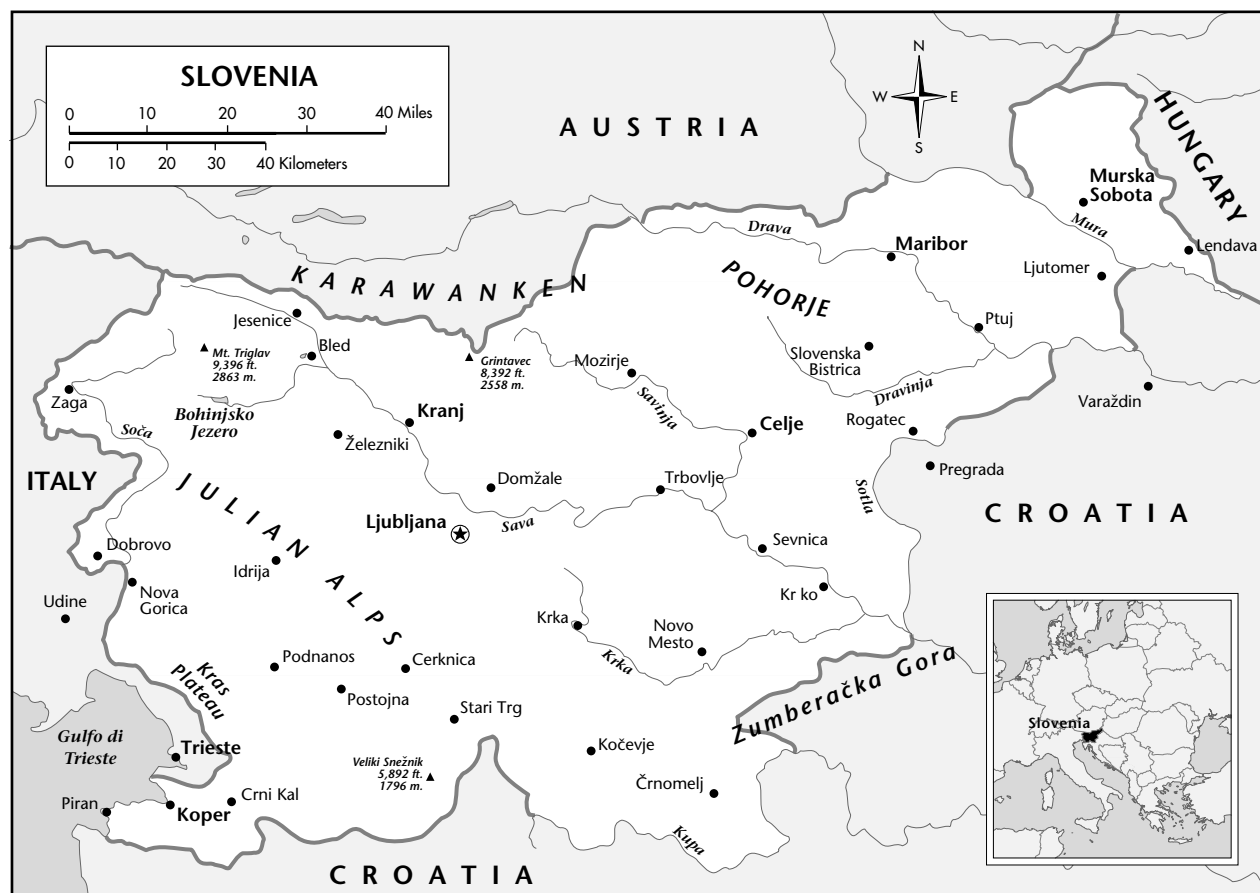 SLOVENIA
0 10 20 30 40 Miles
0 10 20 30 40 Kilometers
N
W E
S
AUSTRIA
HUNGARY
Murska
Sobota
Mura
Lendava
Drava
Maribor
Ljutomer
KARAWANKEN
POHORJE
Jesenice
Ptuj
Mt. Triglav
9,396 ft.
2863 m.
Bled
Grintavec
8,392 ft.
2558 m.
Mozirje
Slovenska
Bistrica
Zaga
Bohinjsko
Jezero
Savinja
Dravinja
Varaždin
Kranj
Soča
Železniki
Celje
Rogatec
ITALY
Pregrada
JULIAN ALPS
Domžale
Trbovlje
Sotla
CROATIA
Ljubljana
Sava
Dobrovo
Idrija
Sevnica
Nova
Gorica
Kr ko
Udine
Krka
Novo
Mesto
Krka
Podnanos
Cerknica
Kras
Plateau
Postojna
Stari Trg
Zumberačka Gora
Slovenia
Gulfo di
Trieste
Trieste
Kočevje
Veliki Snežnik
5,892 ft.
1796 m.
Črnomelj
Piran
Koper
Crni Kal
Kupa
CROATIA